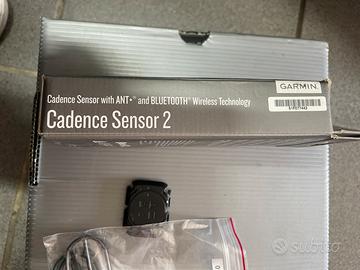 GARMIN
Cadence Sensor with ANT+™ and BLUETOOTH® Wireless Technology
Cadence Sensor 2
subito